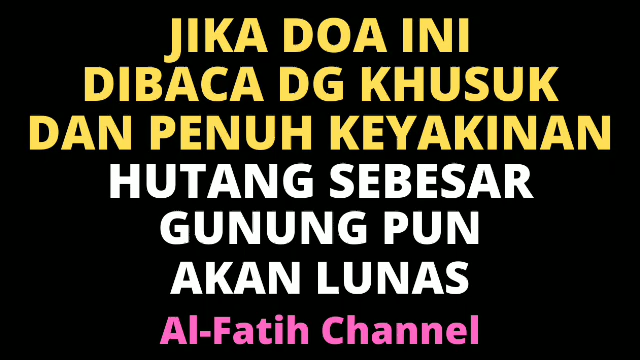 JIKA DOA INI
DIBACA DG KHUSUK
DAN PENUH KEYAKINAN
HUTANG SEBESAR
GUNUNG PUN
AKAN LUNAS
Al-Fatih Channel